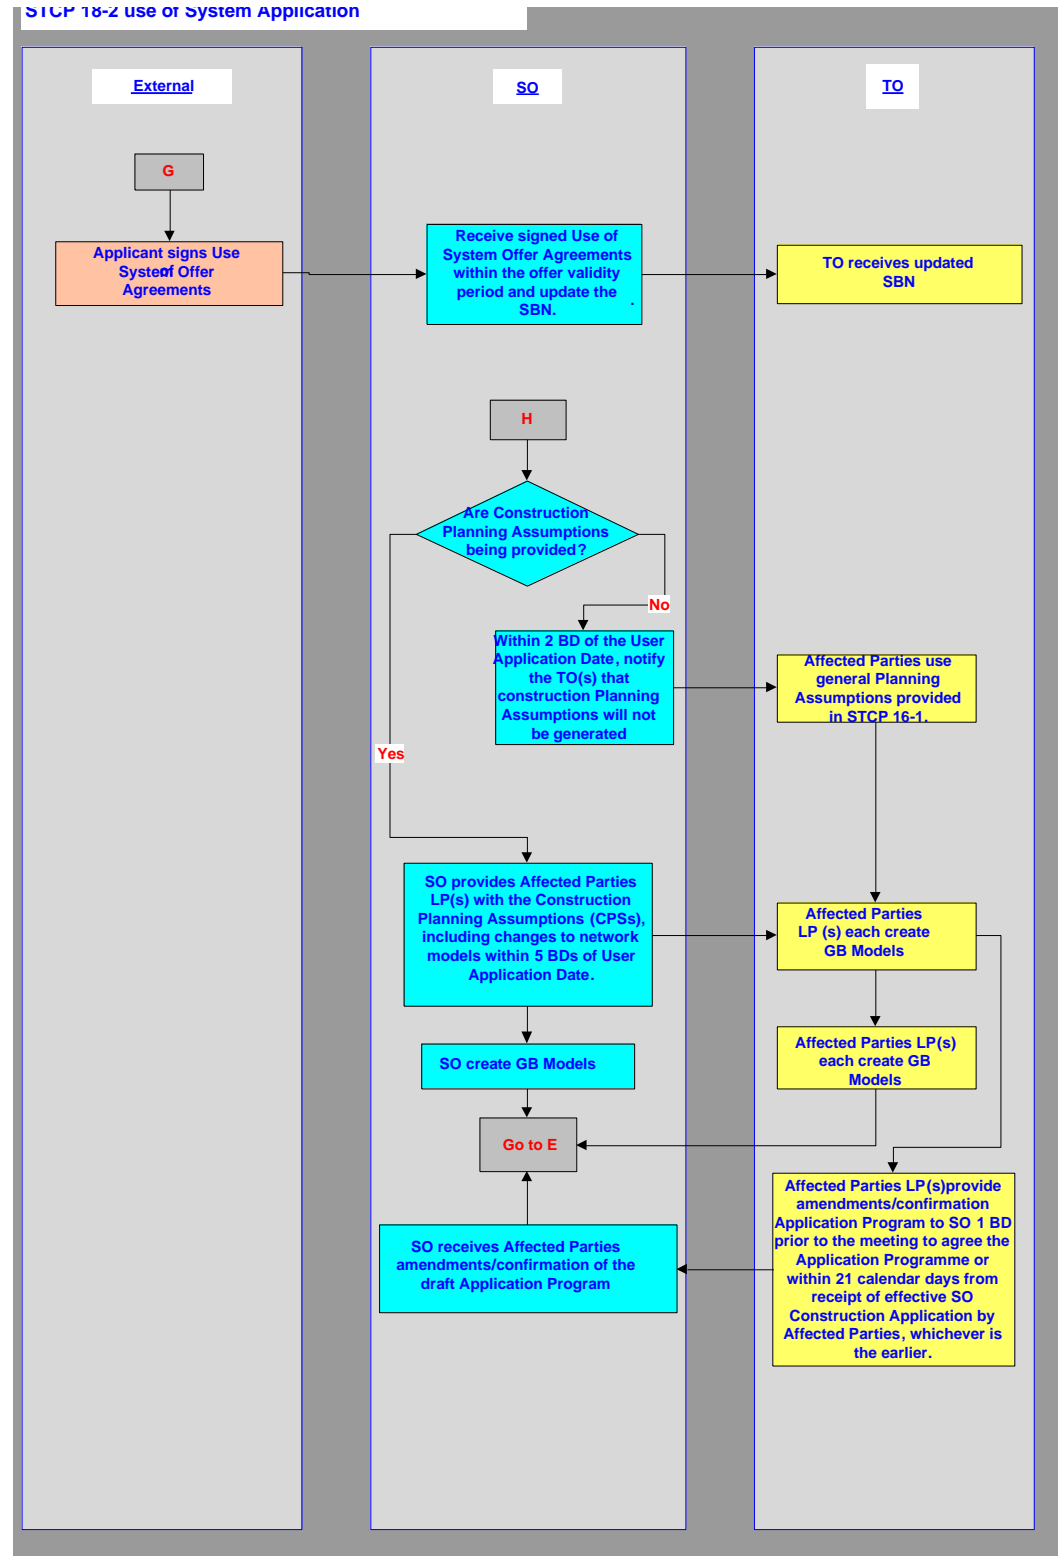 STCP 18-2 use of System Application
External
SO
TO
G
Applicant signs Use
of
System Offer
Agreements
Receive signed Use of
System Offer Agreements
within the offer validity
period and update the
SBN.
.
TO receives updated
SBN
H
Are Construction
Planning Assumptions
being provided?
No
Within 2 BD of the User
Application Date, notify
the TO(s) that
construction Planning
Assumptions will not
be generated
Affected Parties use
general Planning
Assumptions provided
in STCP 16-1.
Yes
SO provides Affected Parties
LP(s) with the Construction
Planning Assumptions (CPSs),
including changes to network
models within 5 BDs of User
Application Date.
Affected Parties
LP (s) each create
GB Models
SO create GB Models
Affected Parties LP(s)
each create GB
Models
Go to E
SO receives Affected Parties
amendments/confirmation of the
draft Application Program
Affected Parties LP(s)provide
amendments/confirmation
Application Program to SO 1 BD
prior to the meeting to agree the
Application Programme or
within 21 calendar days from
receipt of effective SO
Construction Application by
Affected Parties, whichever is
the earlier.